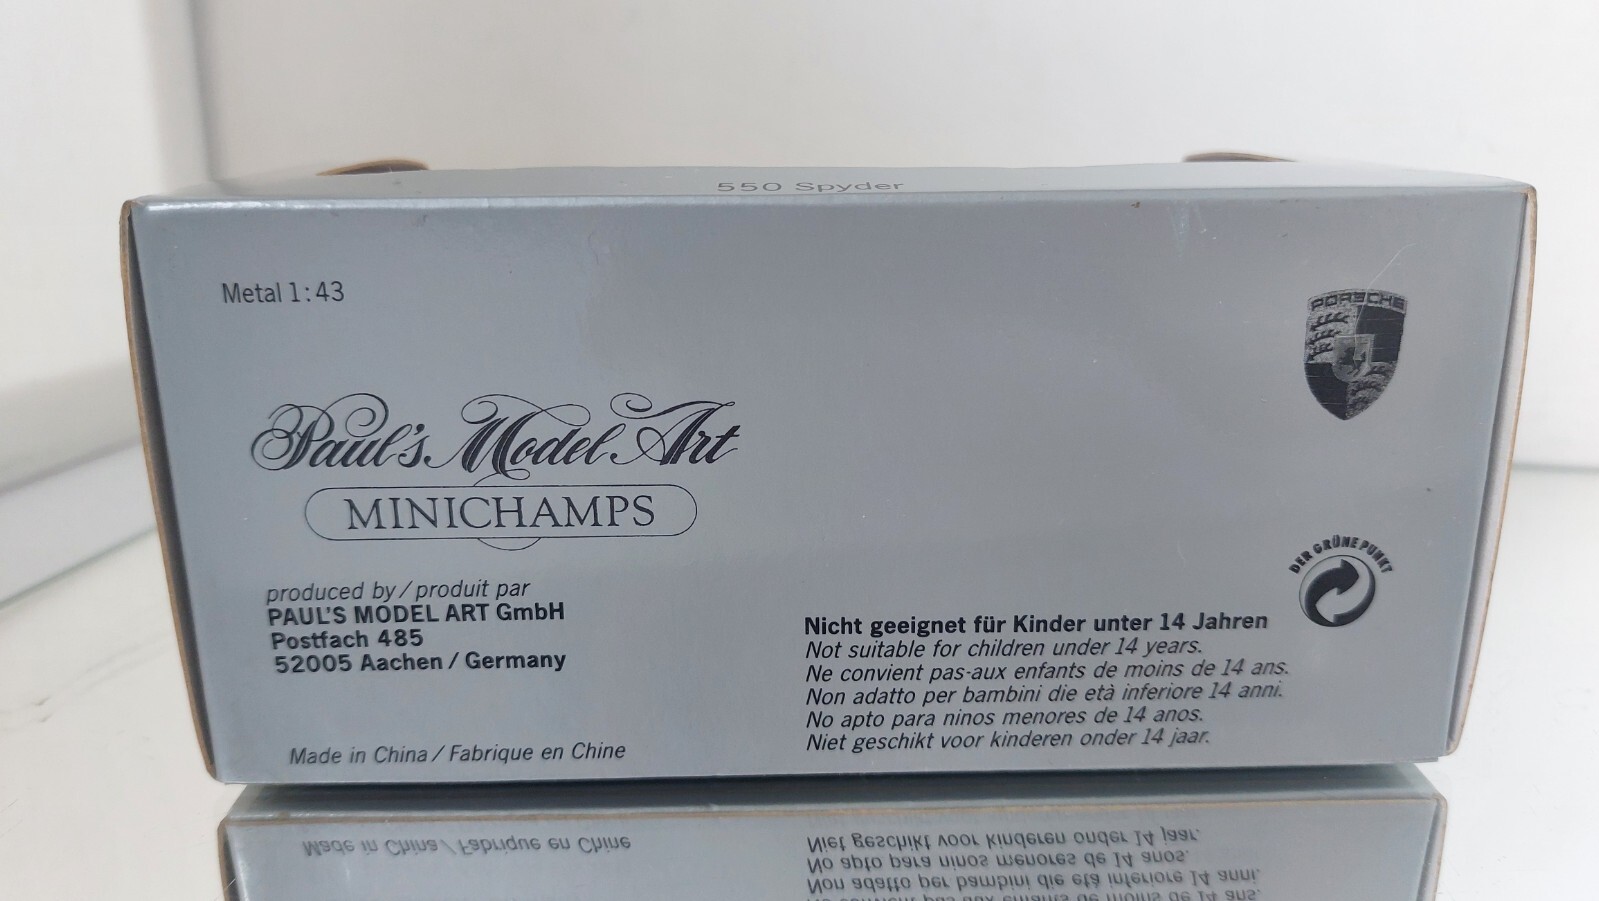 550 Spyder
Metal 1:43
PORSCHE
Paul's Model Art
MINICHAMPS
DER GRÜNE PUNKT
produced by / produit par
PAUL'S MODEL ART GmbH
Postfach 485
52005 Aachen / Germany
Made in China / Fabrique en Chine
Nicht geeignet für Kinder unter 14 Jahren
Not suitable for children under 14 years.
Ne convient pas-aux enfants de moins de 14 ans.
Non adatto per bambini die età inferiore 14 anni.
No apto para ninos menores de 14 anos.
Niet geschikt voor kinderen onder 14 jaar.